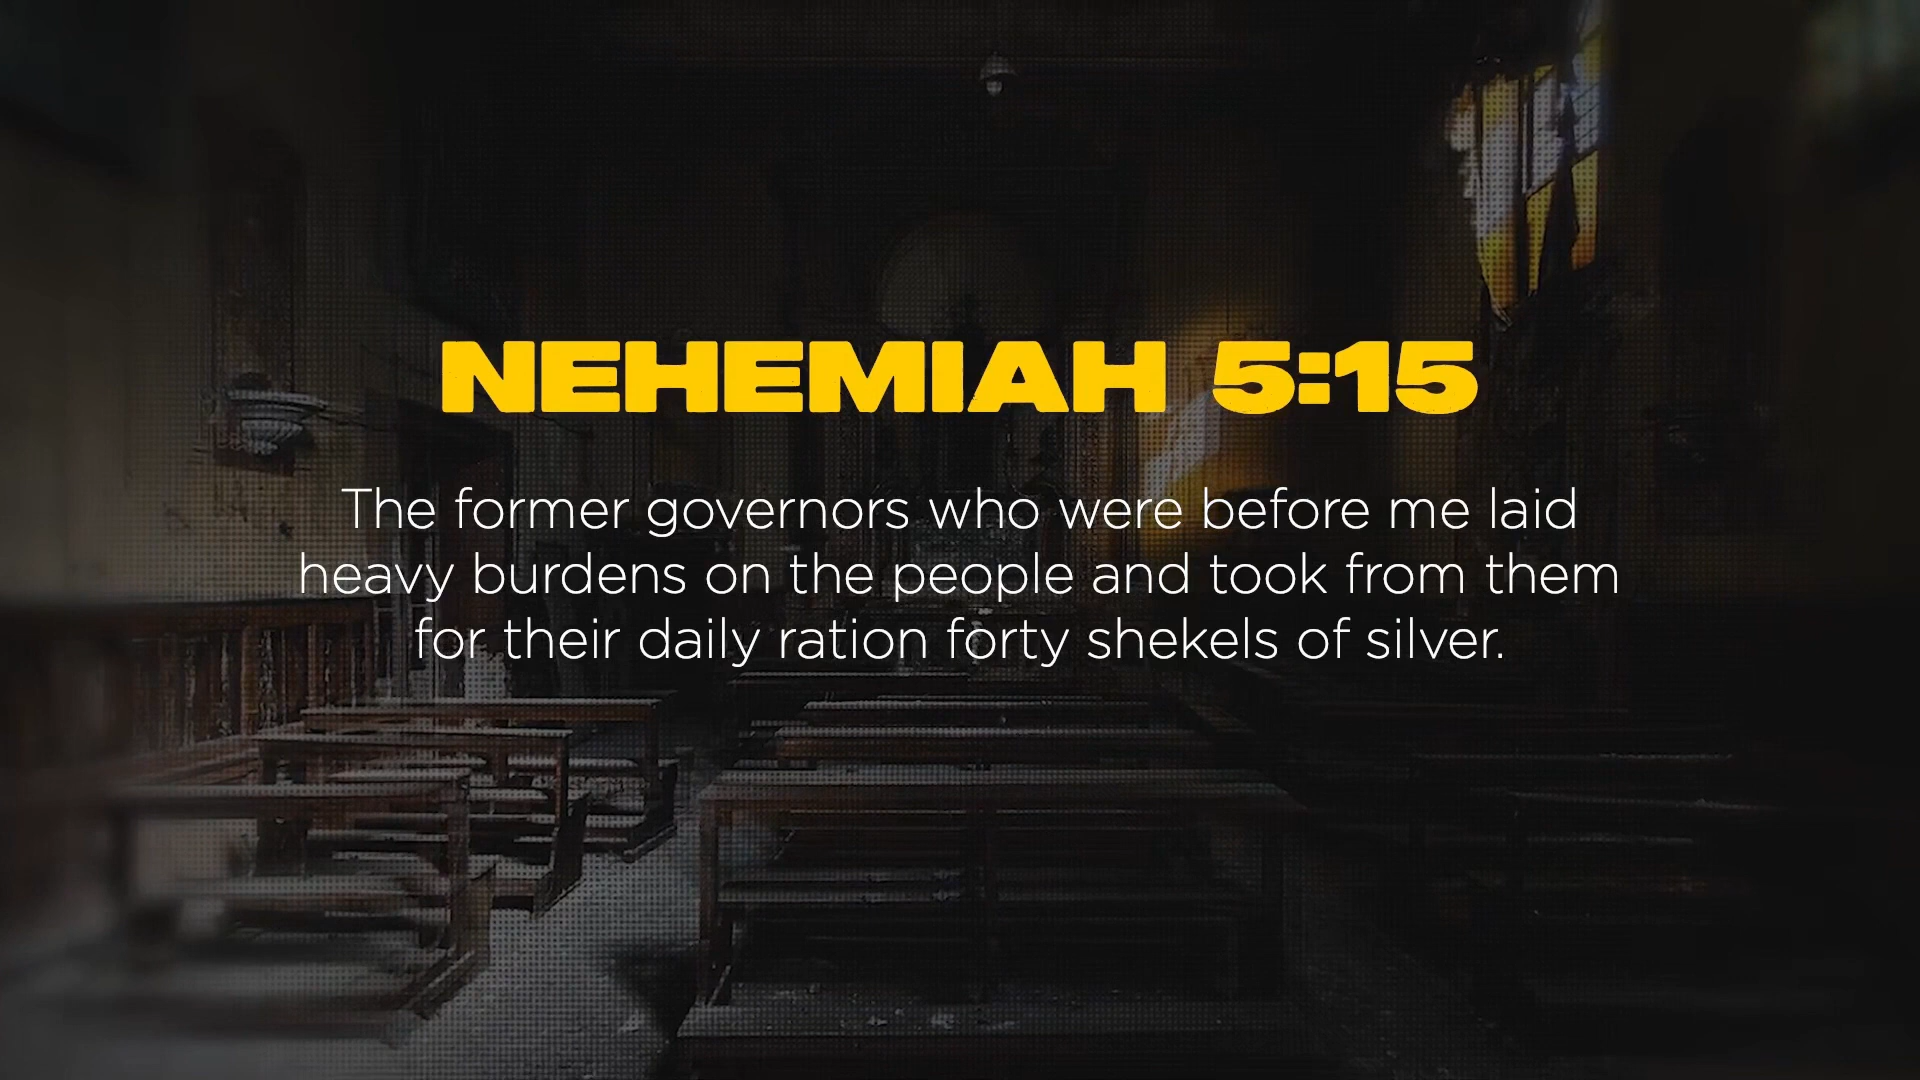 NEHEMIAH 5:15
The former governors who were before me laid
heavy burdens on the people and took from them
for their daily ration forty shekels of silver.